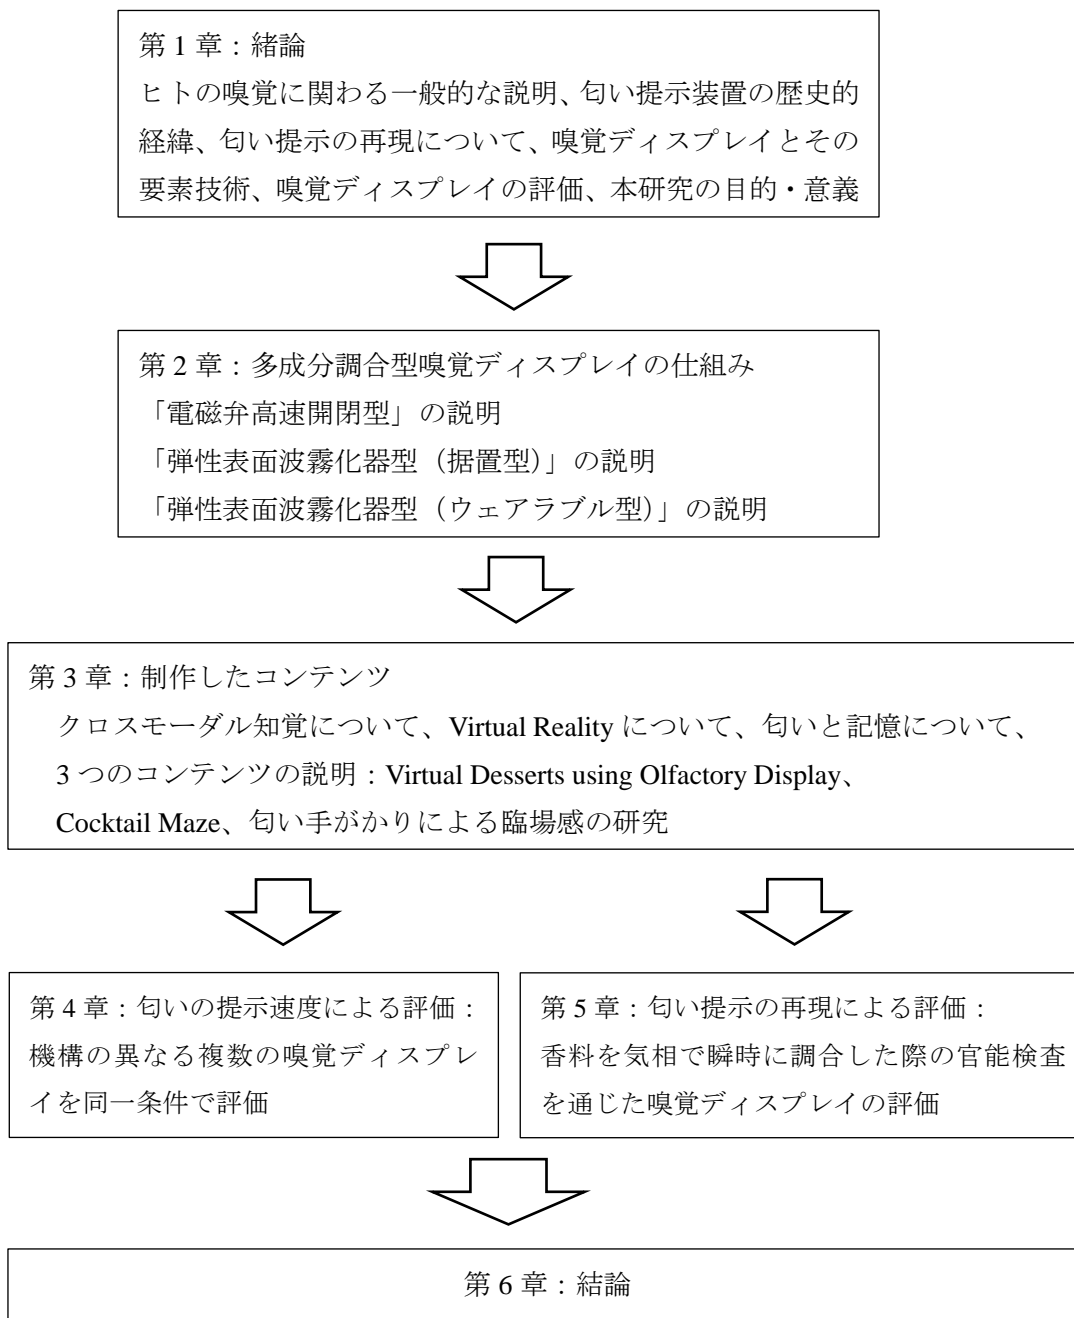 第 1 章：緒論
ヒトの嗅覚に関わる一般的な説明、匂い提示装置の歴史的
経緯、匂い提示の再現について、嗅覚ディスプレイとその
要素技術、嗅覚ディスプレイの評価、本研究の目的・意義
第 2 章：多成分調合型嗅覚ディスプレイの仕組み
「電磁弁高速開閉型」の説明
「弾性表面波霧化器型（据置型）」の説明
「弾性表面波霧化器型（ウェアラブル型）」の説明
第 3 章：制作したコンテンツ
クロスモーダル知覚について、Virtual Reality について、匂いと記憶について、
3 つのコンテンツの説明：Virtual Desserts using Olfactory Display、
Cocktail Maze、匂い手がかりによる臨場感の研究
第 4 章：匂いの提示速度による評価：
機構の異なる複数の嗅覚ディスプレ
イを同一条件で評価
第 5 章：匂い提示の再現による評価：
香料を気相で瞬時に調合した際の官能検査
を通じた嗅覚ディスプレイの評価
第 6 章：結論